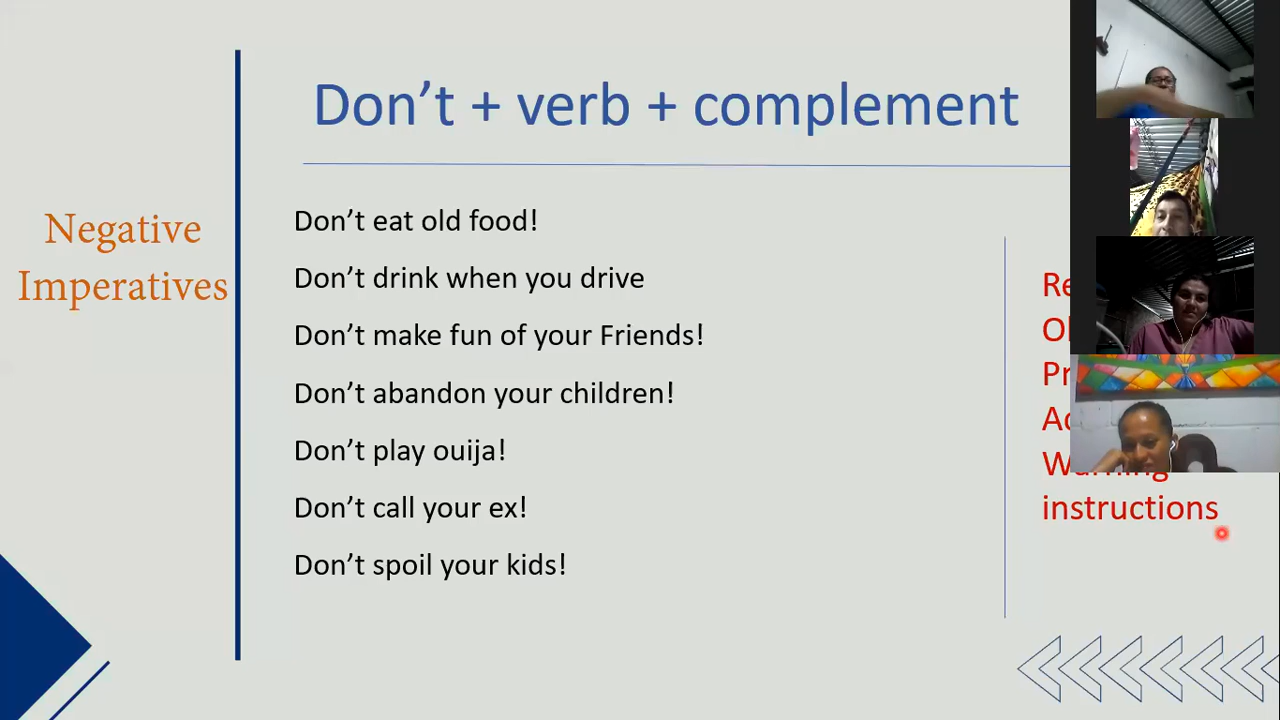 Don't + verb + complement
Negative
Imperatives
Don't eat old food!
Don't drink when you drive
Don't make fun of your Friends!
Don't abandon your children!
Don't play ouija!
Don't call your ex!
Don't spoil your kids!
Warning
instructions